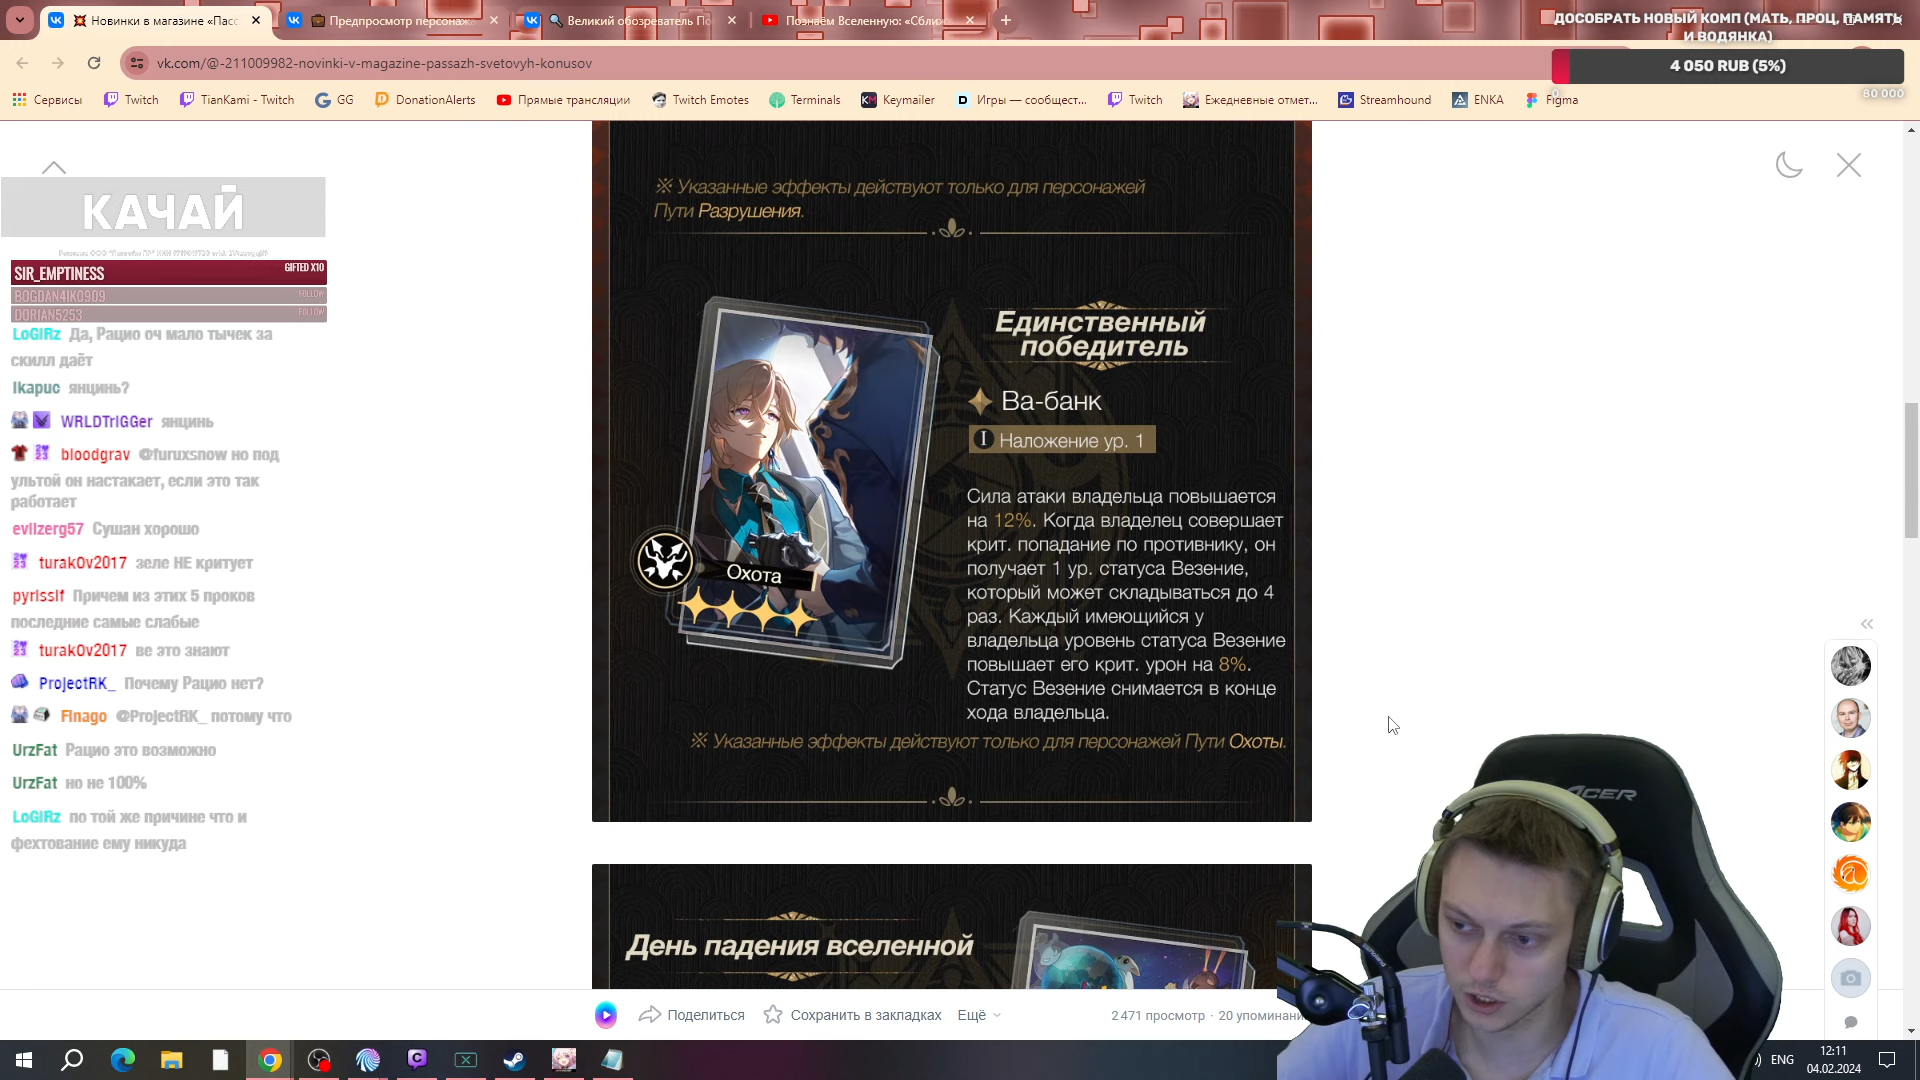 Новинки в магазине «Пасс
Предпросмотр персонажа
Великий обозреватель По
Познаём Вселенную: «Сближ
ДОСОБРАТЬ НОВЫЙ КОМП (МАТЬ, ПРОЦ, ПАМЯТЬ
И ВОДЯНКА)
vk.com/@-211009982-novinki-v-magazine-passazh-svetovyh-konusov
4 050 RUB (5%)
0
80 000
Сервисы
Twitch
TianKami - Twitch
GG
DonationAlerts
Прямые трансляции
Twitch Emotes
Terminals
Keymailer
Игры — сообщест...
Twitch
Ежедневные отмет...
Streamhound
ENKA
Figma
КАЧАЙ
SIR_EMPTINESS
GIFTED X10
BOGDAN4IK0909
FOLLOW
DORIAN5253
FOLLOW
LoGIRz Да, Рацио оч мало тычек за
скилл даёт
Ikapuc янцинь?
WRLDTrIGGer янцинь
bloodgrav @furuxsnow но под
ультой он настакает, если это так
работает
evilzerg57 Сушан хорошо
turak0v2017 зеле НЕ критует
pyrissif Причем из этих 5 проков
последние самые слабые
turak0v2017 ве это знают
ProjectRK_ Почему Рацио нет?
Finago @ProjectRK_ потому что
UrzFat Рацио это возможно
UrzFat но не 100%
LoGIRz по той же причине что и
фехтование ему никуда
※ Указанные эффекты действуют только для персонажей
Пути Разрушения.
Единственный
победитель
Ва-банк
I Наложение ур. 1
Охота
Сила атаки владельца повышается
на 12%. Когда владелец совершает
крит. попадание по противнику, он
получает 1 ур. статуса Везение,
который может складываться до 4
раз. Каждый имеющийся у
владельца уровень статуса Везение
повышает его крит. урон на 8%.
Статус Везение снимается в конце
хода владельца.
※ Указанные эффекты действуют только для персонажей Пути Охоты.
День падения вселенной
ACER
Поделиться
Сохранить в закладках
Ещё
2 471 просмотр · 20 упоминани
ENG
12:11
04.02.2024